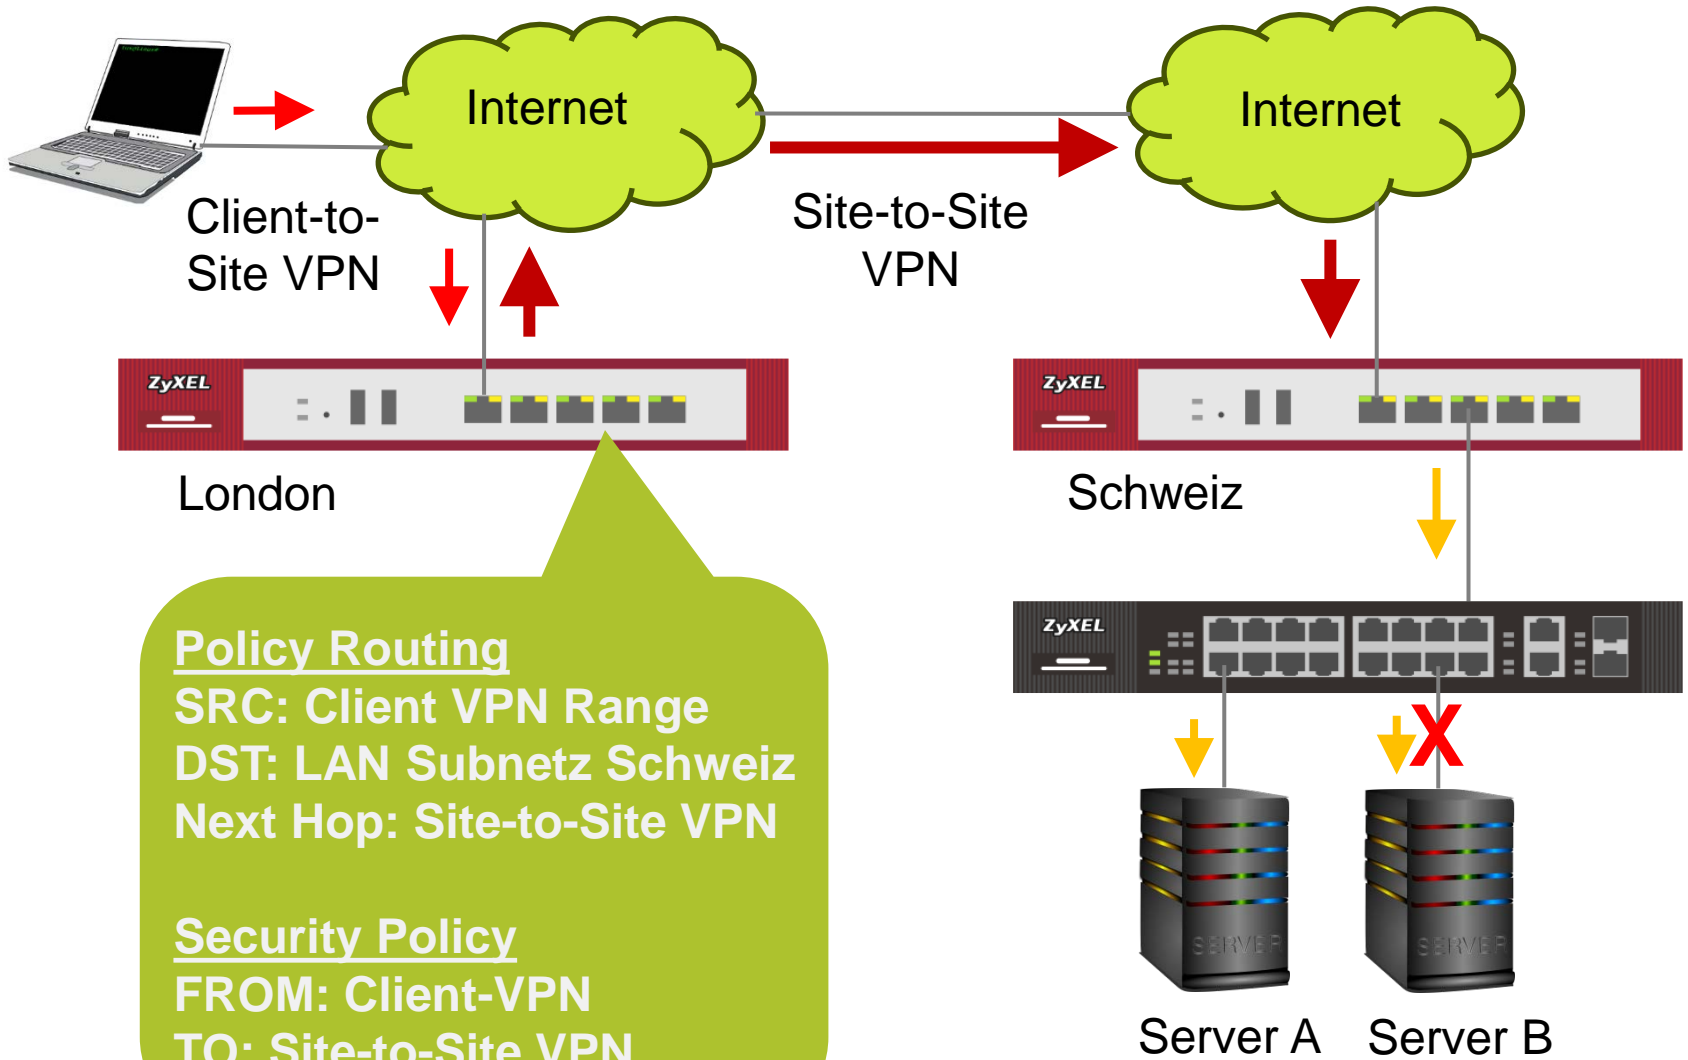 Internet
Internet
Client-to-
Site VPN
Site-to-Site
VPN
ZyXEL
ZyXEL
London
Schweiz
ZyXEL
Policy Routing
SRC: Client VPN Range
DST: LAN Subnetz Schweiz
Next Hop: Site-to-Site VPN
Security Policy
FROM: Client-VPN
TO: Site-to-Site VPN
X
SERVER
SERVER
Server A
Server B